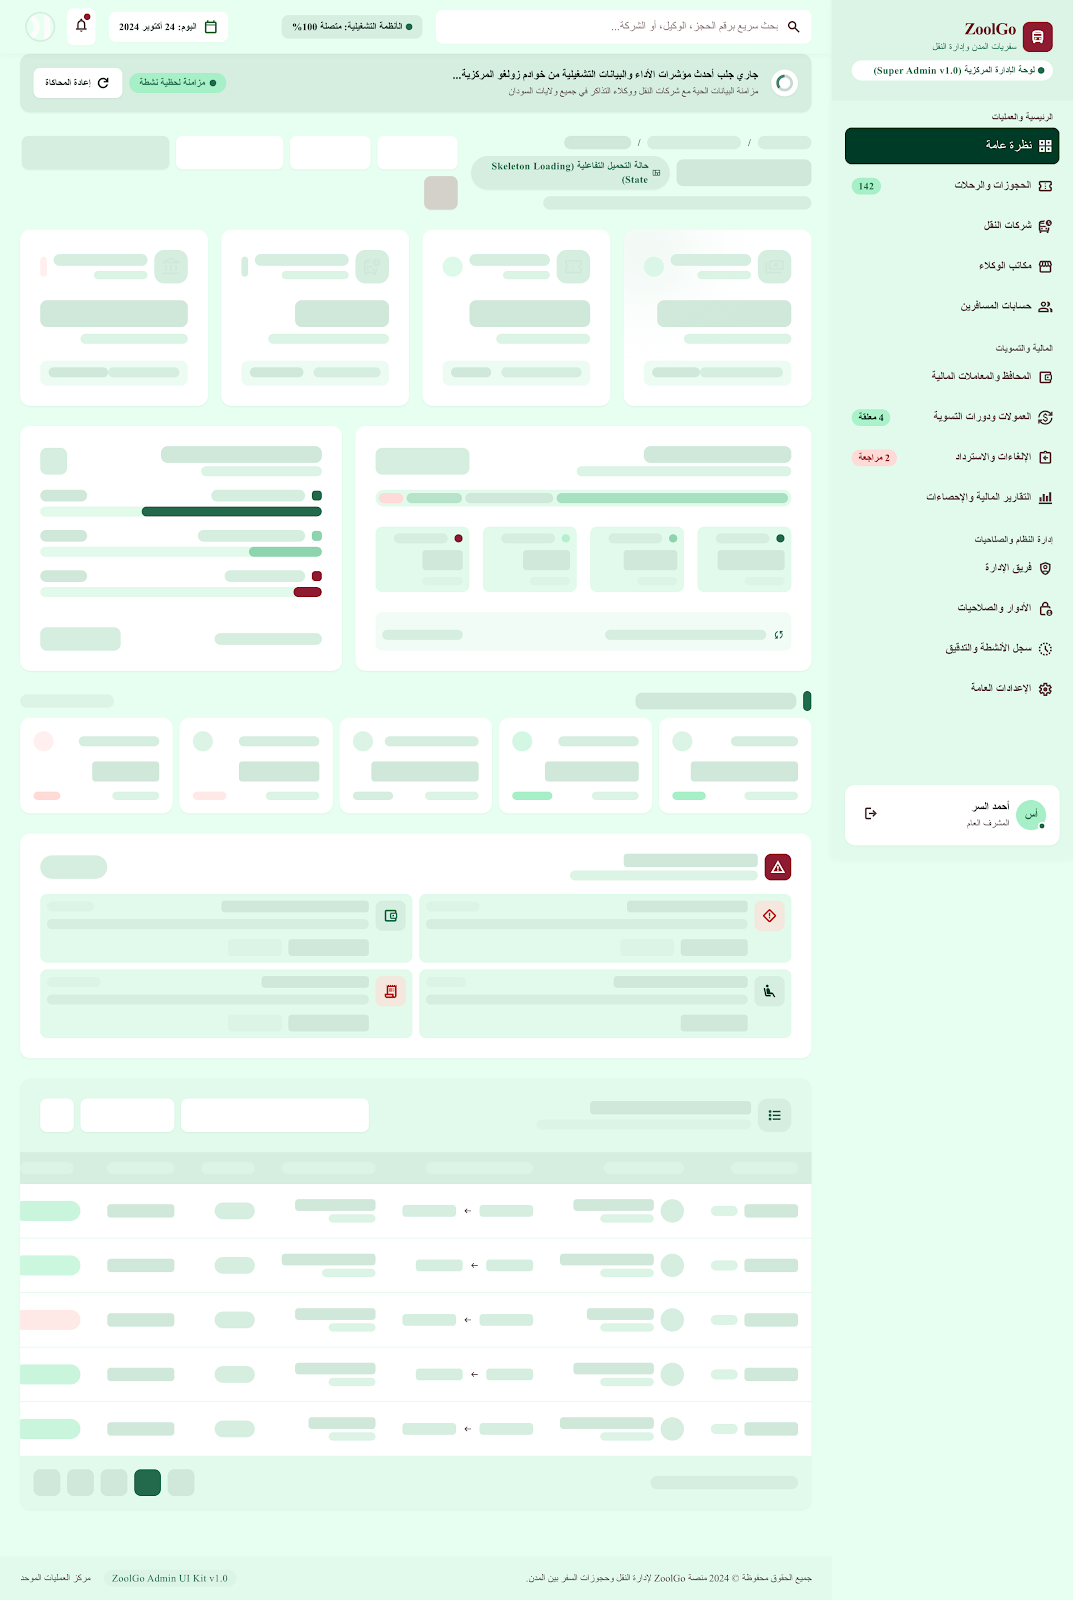 ZoolGo
سفريات المدن وإدارة النقل
لوحة الإدارة المركزية (Super Admin v1.0)
الرئيسية والعمليات
نظرة عامة
الحجوزات والرحلات
142
شركات النقل
مكاتب الوكلاء
حسابات المسافرين
المالية والتسويات
المحافظ والمعاملات المالية
العمولات ودورات التسوية
4 معلقة
الإلغاءات والاسترداد
2 مراجعة
التقارير المالية والإحصاءات
إدارة النظام والصلاحيات
فريق الإدارة
الأدوار والصلاحيات
سجل الأنشطة والتدقيق
الإعدادات العامة
أس
أحمد السر
المشرف العام
بحث سريع برقم الحجز، الوكيل، أو الشركة...
الأنظمة التشغيلية: متصلة 100%
اليوم: 24 أكتوبر 2024
جاري جلب أحدث مؤشرات الأداء والبيانات التشغيلية من خوادم زولغو المركزية...
مزامنة البيانات الحية مع شركات النقل ووكلاء التذاكر في جميع ولايات السودان
مزامنة لحظية نشطة
إعادة المحاكاة
/ /
حالة التحميل التفاعلية (Skeleton Loading
State)
جميع الحقوق محفوظة © 2024 منصة ZoolGo لإدارة النقل وحجوزات السفر بين المدن.
ZoolGo Admin UI Kit v1.0
مركز العمليات الموحد